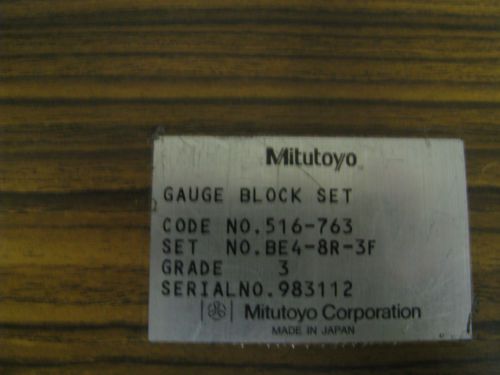 Mitutoyo
GAUGE BLOCK SET
CODE NO.516-763
SET NO.BE4-8R-3F
GRADE 3
SERIALNO.983112
Mitutoyo Corporation
MADE IN JAPAN